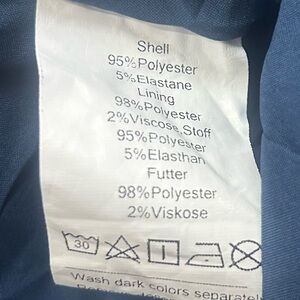 Shell
95%Polyester
5%Elastane
Lining
98%Polyester
2%Viscose,Stoff
95%Polyester
5%Elasthan
Futter
98%Polyester
2%Viskose
30
Wash dark colors separatel